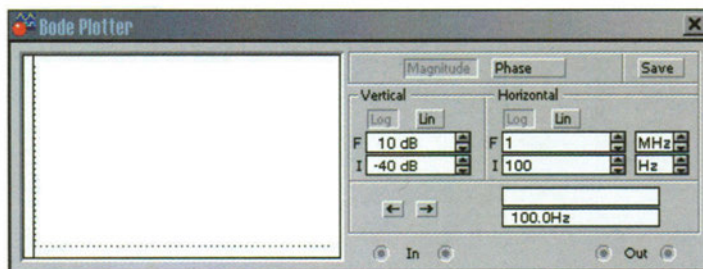 Bode Plotter
Magnitude Phase Save
Vertical Horizontal
Log Lin Log Lin
F 10 dB F 1 MHz
I -40 dB I 100 Hz
← →
100.0Hz
In Out